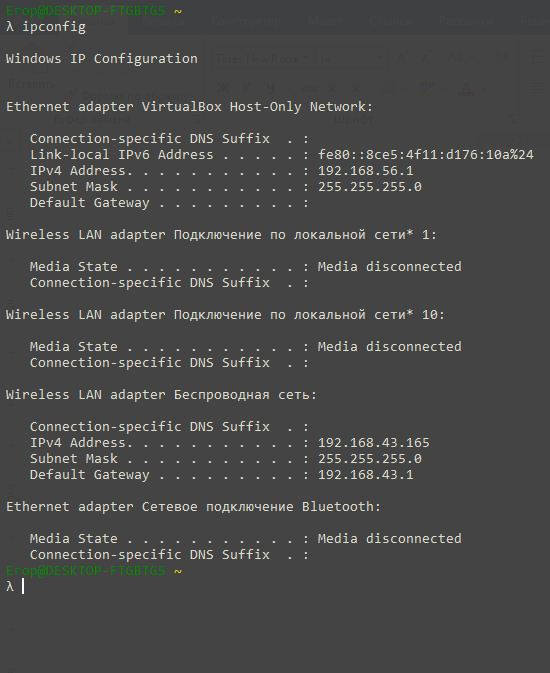 Егор@DESKTOP-FTGBTG5 ~
λ ipconfig
Windows IP Configuration
Ethernet adapter VirtualBox Host-Only Network:
Connection-specific DNS Suffix  . :
Link-local IPv6 Address . . . . . : fe80::8ce5:4f11:d176:10a%24
IPv4 Address. . . . . . . . . . . : 192.168.56.1
Subnet Mask . . . . . . . . . . . : 255.255.255.0
Default Gateway . . . . . . . . . :
Wireless LAN adapter Подключение по локальной сети* 1:
Media State . . . . . . . . . . . : Media disconnected
Connection-specific DNS Suffix  . :
Wireless LAN adapter Подключение по локальной сети* 10:
Media State . . . . . . . . . . . : Media disconnected
Connection-specific DNS Suffix  . :
Wireless LAN adapter Беспроводная сеть:
Connection-specific DNS Suffix  . :
IPv4 Address. . . . . . . . . . . : 192.168.43.165
Subnet Mask . . . . . . . . . . . : 255.255.255.0
Default Gateway . . . . . . . . . : 192.168.43.1
Ethernet adapter Сетевое подключение Bluetooth:
Media State . . . . . . . . . . . : Media disconnected
Connection-specific DNS Suffix  . :
Егор@DESKTOP-FTGBTG5 ~
λ